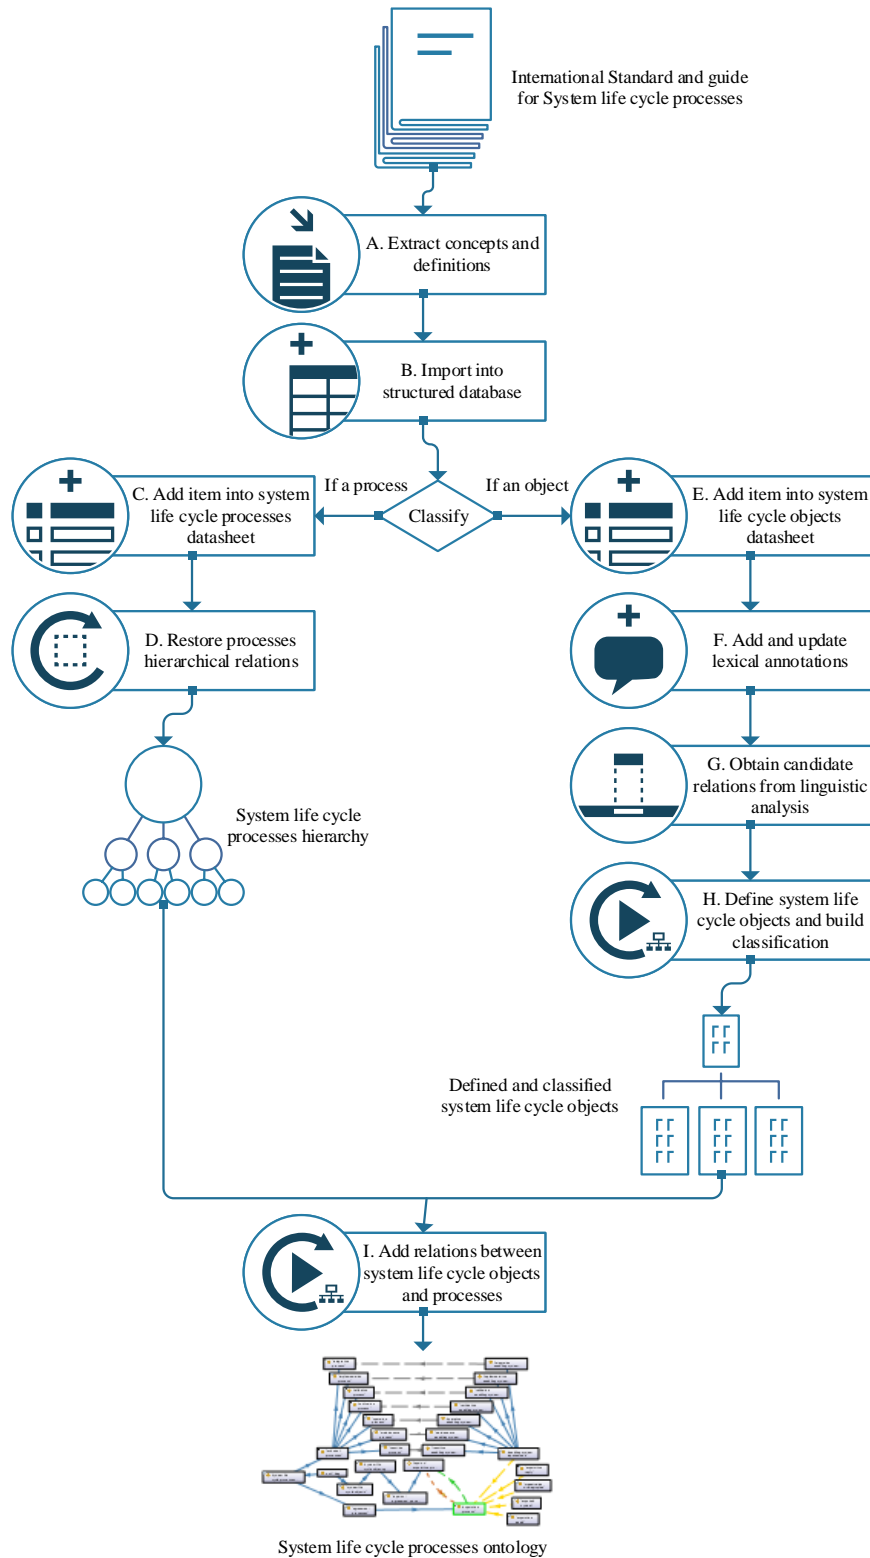 International Standard and guide
for System life cycle processes
A. Extract concepts and
definitions
B. Import into
structured database
If a process
Classify
If an object
C. Add item into system
life cycle processes
datasheet
E. Add item into system
life cycle objects
datasheet
D. Restore processes
hierarchical relations
F. Add and update
lexical annotations
G. Obtain candidate
relations from linguistic
analysis
System life cycle
processes hierarchy
H. Define system life
cycle objects and build
classification
Defined and classified
system life cycle objects
I. Add relations between
system life cycle objects
and processes
System life cycle processes ontology